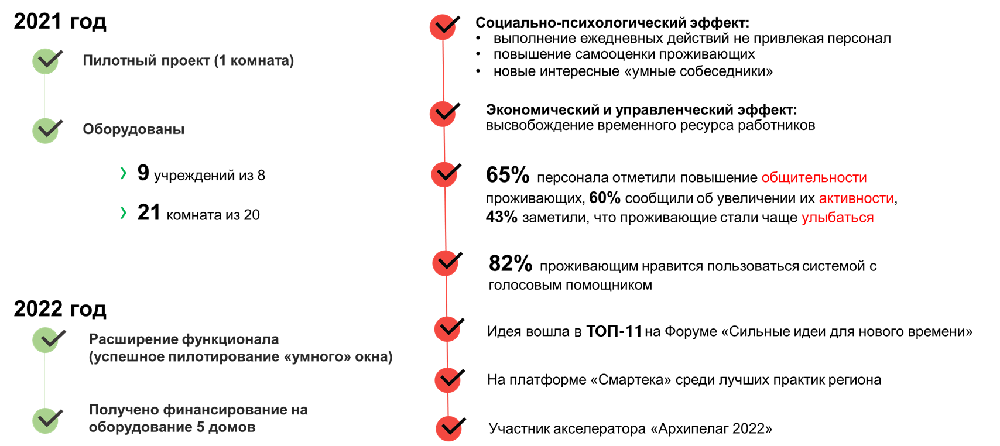 2021 год
Пилотный проект (1 комната)
Оборудованы
9 учреждений из 8
21 комната из 20
2022 год
Расширение функционала
(успешное пилотирование «умного» окна)
Получено финансирование на
оборудование 5 домов
Социально-психологический эффект:
• выполнение ежедневных действий не привлекая персонал
• повышение самооценки проживающих
• новые интересные «умные собеседники»
Экономический и управленческий эффект:
высвобождение временного ресурса работников
65% персонала отметили повышение общительности
проживающих, 60% сообщили об увеличении их активности,
43% заметили, что проживающие стали чаще улыбаться
82% проживающим нравится пользоваться системой с
голосовым помощником
Идея вошла в ТОП-11 на Форуме «Сильные идеи для нового времени»
На платформе «Смартека» среди лучших практик региона
Участник акселератора «Архипелаг 2022»